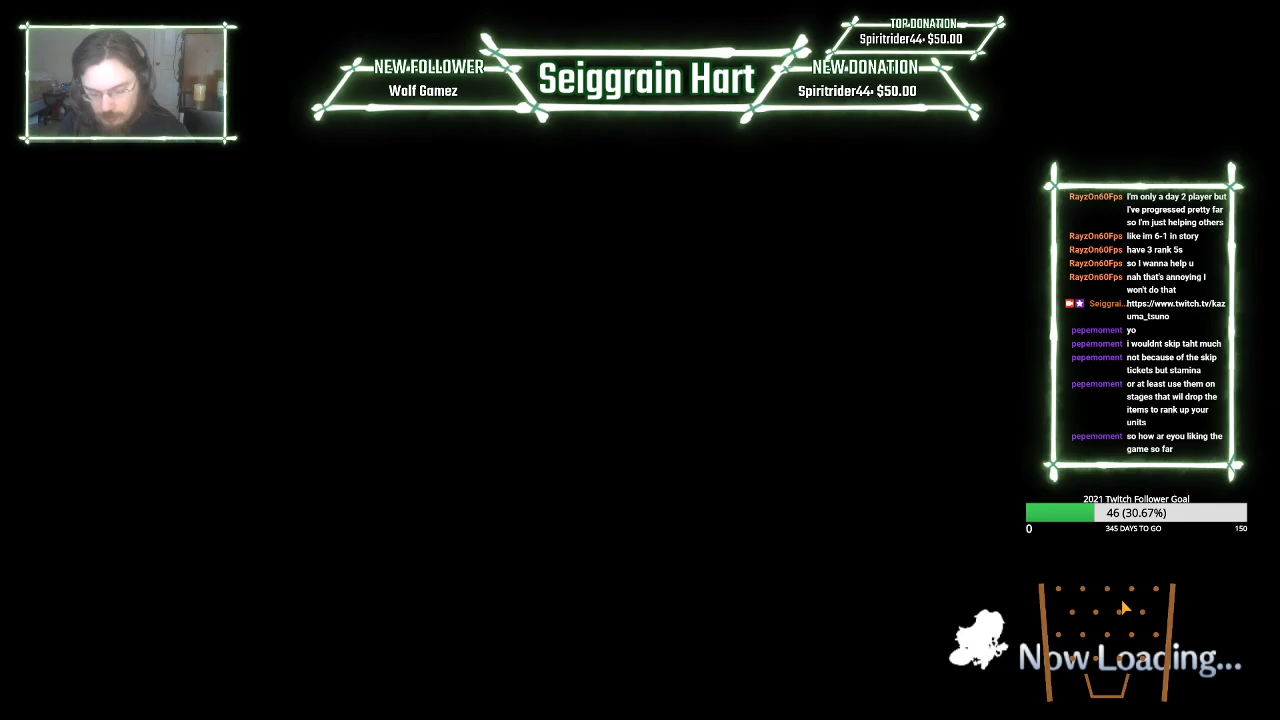 TOP DONATION
Spiritrider44: $50.00
NEW FOLLOWER
Wolf Gamez
Seiggrain Hart
NEW DONATION
Spiritrider44: $50.00
RayzOn60Fps I'm only a day 2 player but
I've progressed pretty far
so I'm just helping others
RayzOn60Fps like im 6-1 in story
RayzOn60Fps have 3 rank 5s
RayzOn60Fps so I wanna help u
RayzOn60Fps nah that's annoying I
won't do that
Seiggrai... https://www.twitch.tv/kaz
uma_tsuno
pepemoment yo
pepemoment i wouldnt skip taht much
pepemoment not because of the skip
tickets but stamina
pepemoment or at least use them on
stages that wil drop the
items to rank up your
units
pepemoment so how ar eyou liking the
game so far
2021 Twitch Follower Goal
46 (30.67%)
0 345 DAYS TO GO 150
Now Loading...